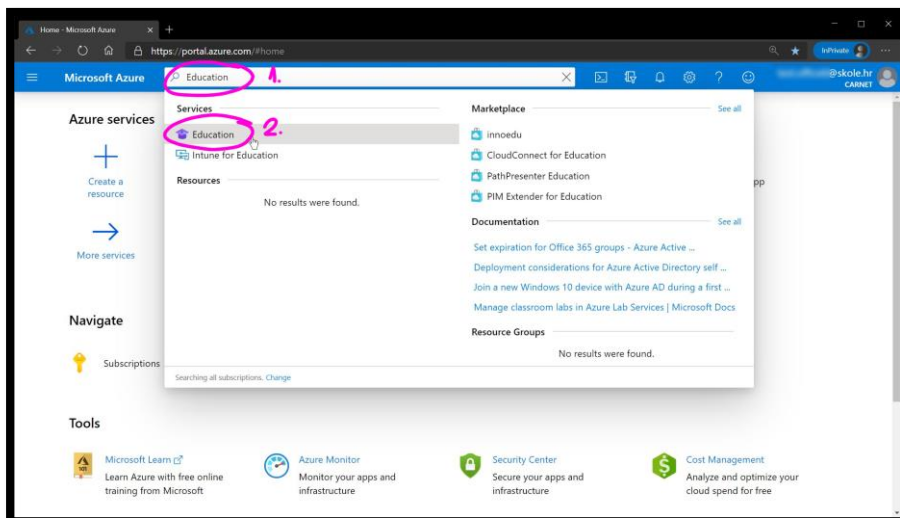 Home - Microsoft Azure
https://portal.azure.com/#home
InPrivate
Microsoft Azure
Education
1.
@skole.hr
CARNET
Azure services
Create a resource
More services
Services
Education
2.
Intune for Education
Resources
No results were found.
Marketplace
See all
innoedu
CloudConnect for Education
PathPresenter Education
PIM Extender for Education
Documentation
See all
Set expiration for Office 365 groups - Azure Active ...
Deployment considerations for Azure Active Directory self ...
Join a new Windows 10 device with Azure AD during a first ...
Manage classroom labs in Azure Lab Services | Microsoft Docs
Resource Groups
No results were found.
Searching all subscriptions. Change
pp
Navigate
Subscriptions
Tools
Microsoft Learn
Learn Azure with free online
training from Microsoft
Azure Monitor
Monitor your apps and
infrastructure
Security Center
Secure your apps and
infrastructure
Cost Management
Analyze and optimize your
cloud spend for free